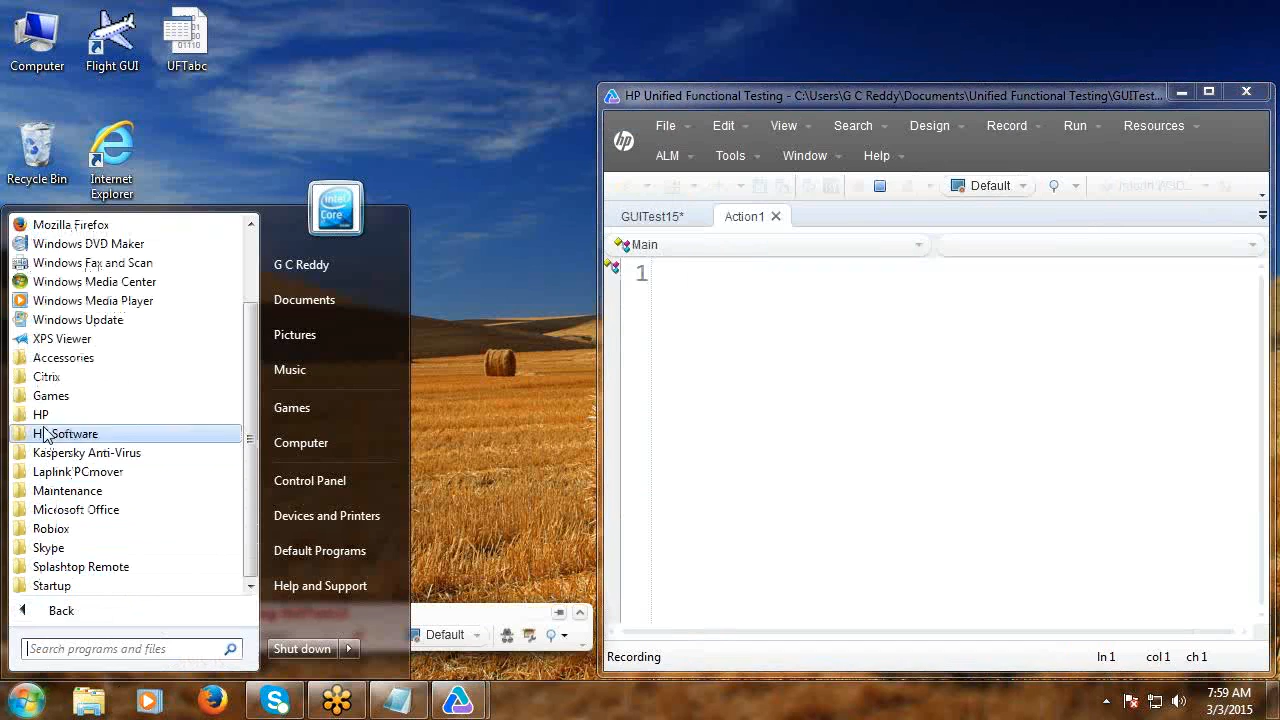 Computer
Flight GUI
UFTabc
Recycle Bin
Internet
Explorer
Mozilla Firefox
Windows DVD Maker
Windows Fax and Scan
Windows Media Center
Windows Media Player
Windows Update
XPS Viewer
Accessories
Citrix
Games
HP
HP Software
Kaspersky Anti-Virus
Laplink PCmover
Maintenance
Microsoft Office
Roblox
Skype
Splashtop Remote
Startup
Back
Search programs and files
intel
Core
G C Reddy
Documents
Pictures
Music
Games
Computer
Control Panel
Devices and Printers
Default Programs
Help and Support
Shut down
Default
HP Unified Functional Testing - C:\Users\G C Reddy\Documents\Unified Functional Testing\GUITest...
hp
File Edit View Search Design Record Run Resources
ALM Tools Window Help
Default
GUITest15* Action1
Main
1
Recording ln 1 col 1 ch 1
7:59 AM
3/3/2015